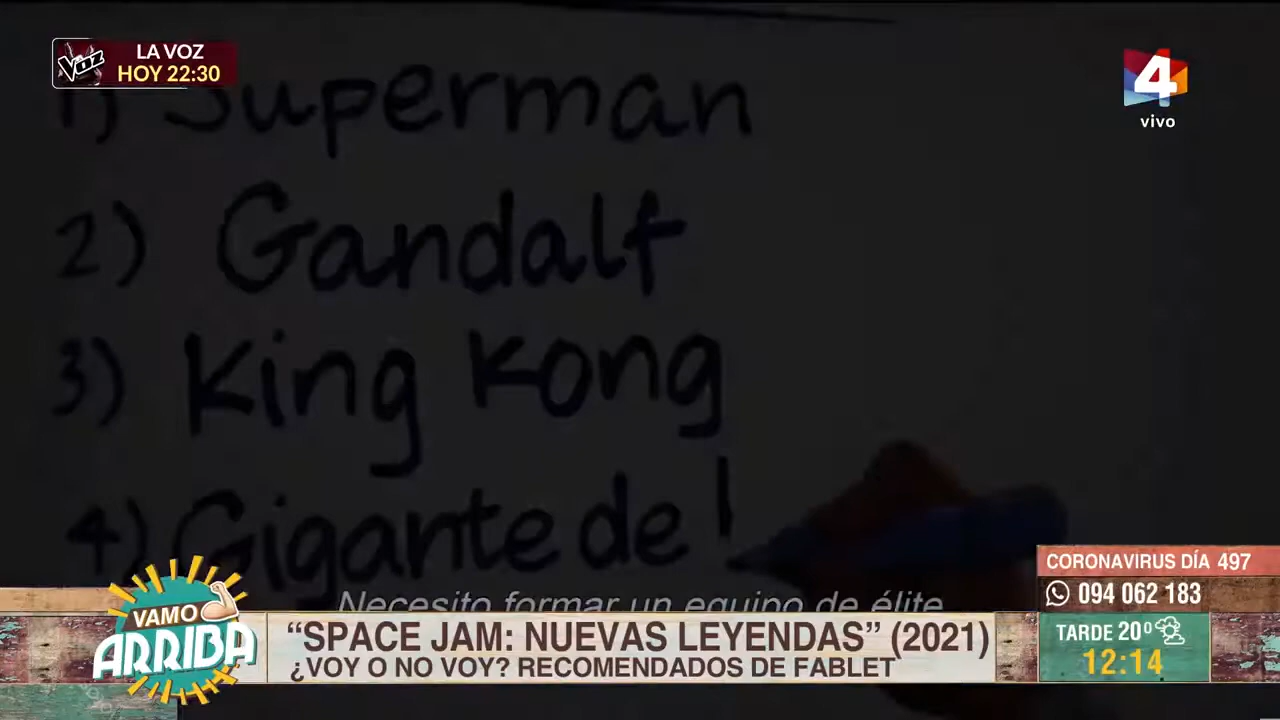 LA VOZ
HOY 22:30
Voz
4
vivo
1) Superman
2) Gandalf
3) King Kong
4) Gigante de
Necesito formar un equipo de élite
VAMO
ARRIBA
“SPACE JAM: NUEVAS LEYENDAS” (2021)
¿VOY O NO VOY? RECOMENDADOS DE FABLET
CORONAVIRUS DÍA 497
094 062 183
TARDE 20º
12:14